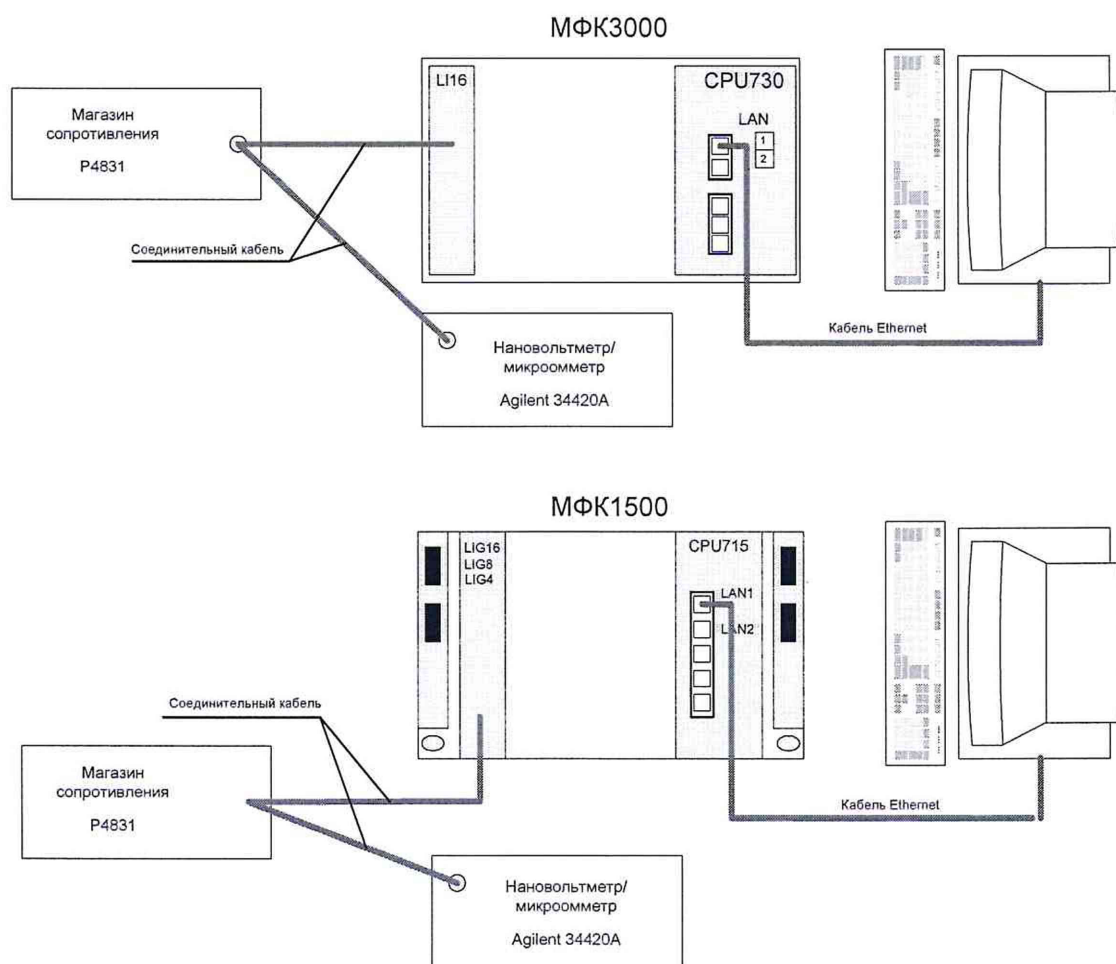 МФК3000
LI16
CPU730
LAN
1
2
Магазин
сопротивления
Р4831
Соединительный кабель
Кабель Ethernet
Нановольтметр/
микроомметр
Agilent 34420A
МФК1500
LIG16
LIG8
LIG4
CPU715
LAN1
LAN2
Соединительный кабель
Магазин
сопротивления
Р4831
Кабель Ethernet
Нановольтметр/
микроомметр
Agilent 34420A